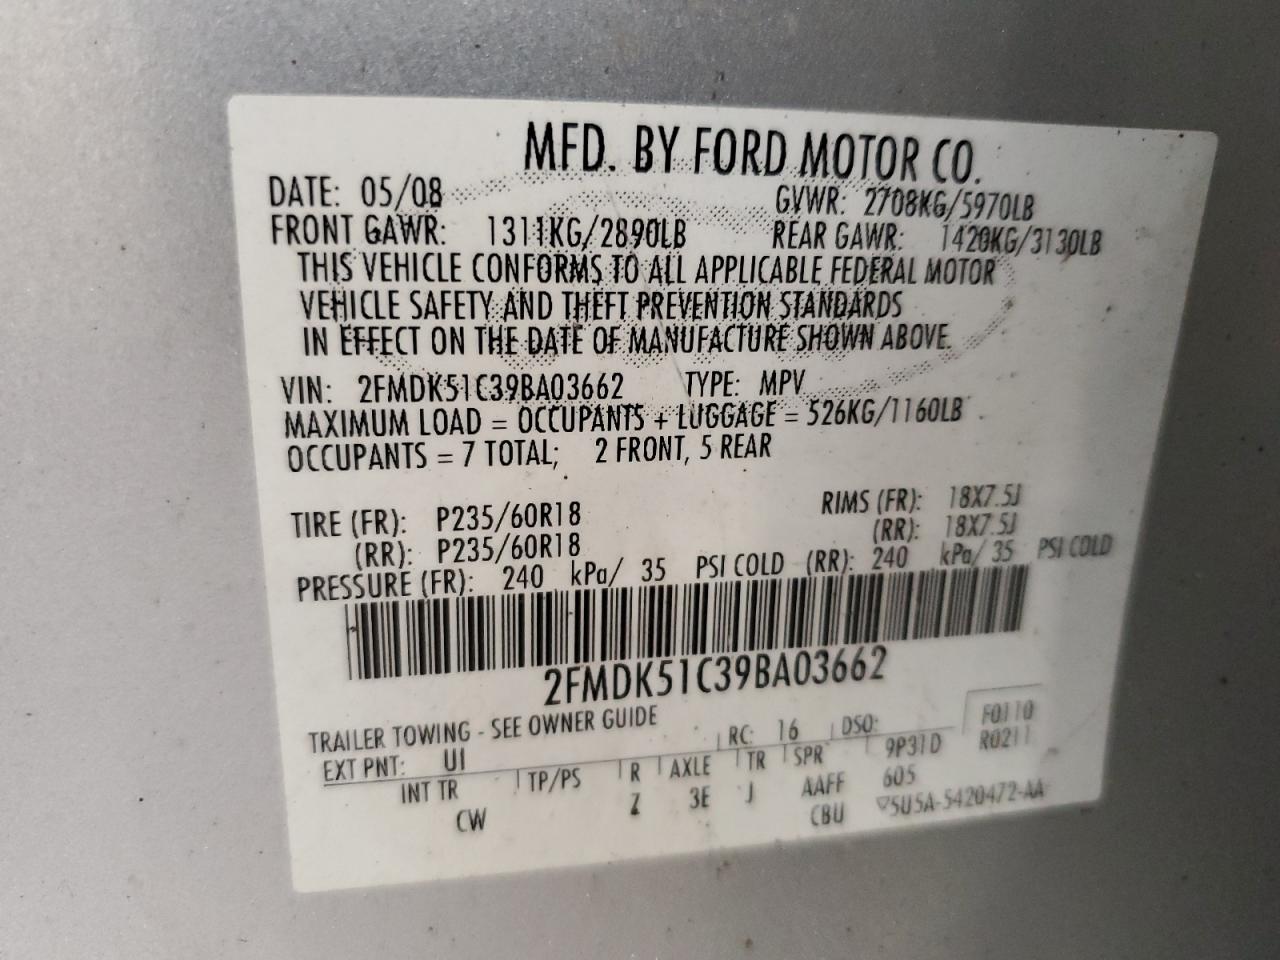 MFD. BY FORD MOTOR CO.
DATE: 05/08 GVWR: 2708KG/5970LB
FRONT GAWR: 1311KG/2890LB REAR GAWR: 1420KG/3130LB
THIS VEHICLE CONFORMS TO ALL APPLICABLE FEDERAL MOTOR
VEHICLE SAFETY AND THEFT PREVENTION STANDARDS
IN EFFECT ON THE DATE OF MANUFACTURE SHOWN ABOVE.
VIN: 2FMDK51C39BA03662 TYPE: MPV
MAXIMUM LOAD = OCCUPANTS + LUGGAGE = 526KG/1160LB
OCCUPANTS = 7 TOTAL; 2 FRONT, 5 REAR
TIRE (FR): P235/60R18 RIMS (FR): 18X7.5J
(RR): P235/60R18 (RR): 18X7.5J
PRESSURE (FR): 240 kPa/ 35 PSI COLD (RR): 240 kPa/ 35 PSI COLD
2FMDK51C39BA03662
TRAILER TOWING - SEE OWNER GUIDE
EXT PNT: UI RC: 16 DSO: F0110
INT TR TP/PS R AXLE TR SPR 9P31D R0211
CW Z 3E J AAFF 605
CBU 5U5A-5420472-AA